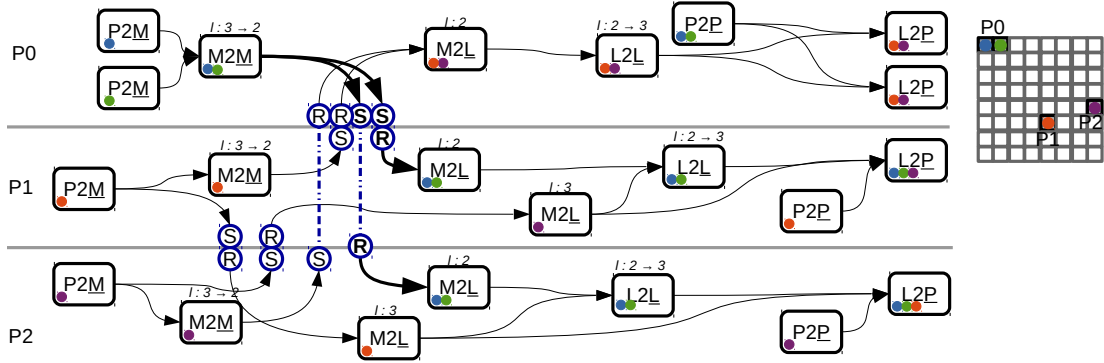 l : 3 → 2
l : 2
l : 2 → 3
P2M
M2M
M2L
L2L
P2P
L2P
P0
P2M
L2P
P0
R
R
S
S
S
R
P2
P1
l : 3 → 2
l : 2
l : 2 → 3
P1
P2M
M2M
M2L
L2L
L2P
M2L
l : 3
P2P
S
R
R
S
S
R
l : 2
l : 2 → 3
P2M
l : 3 → 2
M2M
l : 3
M2L
M2L
L2L
L2P
P2P
P2